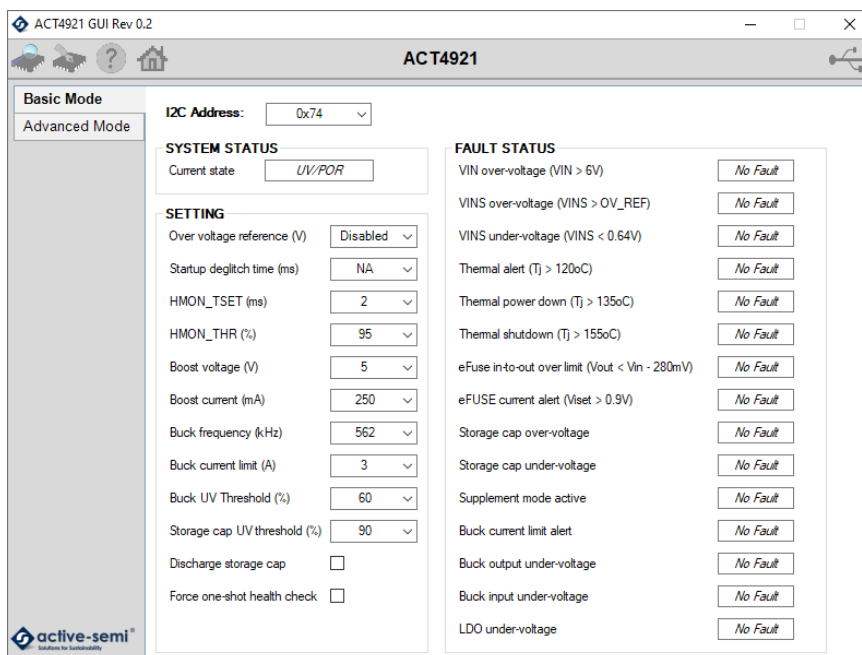 ACT4921 GUI Rev 0.2
ACT4921
Basic Mode
Advanced Mode
I2C Address: 0x74
SYSTEM STATUS
Current state UV/POR
SETTING
Over voltage reference (V) Disabled
Startup deglitch time (ms) NA
HMON_TSET (ms) 2
HMON_THR (%) 95
Boost voltage (V) 5
Boost current (mA) 250
Buck frequency (kHz) 562
Buck current limit (A) 3
Buck UV Threshold (%) 60
Storage cap UV threshold (%) 90
Discharge storage cap
Force one-shot health check
FAULT STATUS
VIN over-voltage (VIN > 6V) No Fault
VINS over-voltage (VINS > OV_REF) No Fault
VINS under-voltage (VINS < 0.64V) No Fault
Thermal alert (Tj > 120oC) No Fault
Thermal power down (Tj > 135oC) No Fault
Thermal shutdown (Tj > 155oC) No Fault
eFuse in-to-out over limit (Vout < Vin - 280mV) No Fault
eFUSE current alert (Viset > 0.9V) No Fault
Storage cap over-voltage No Fault
Storage cap under-voltage No Fault
Supplement mode active No Fault
Buck current limit alert No Fault
Buck output under-voltage No Fault
Buck input under-voltage No Fault
LDO under-voltage No Fault
active-semi®
Solutions for Sustainability